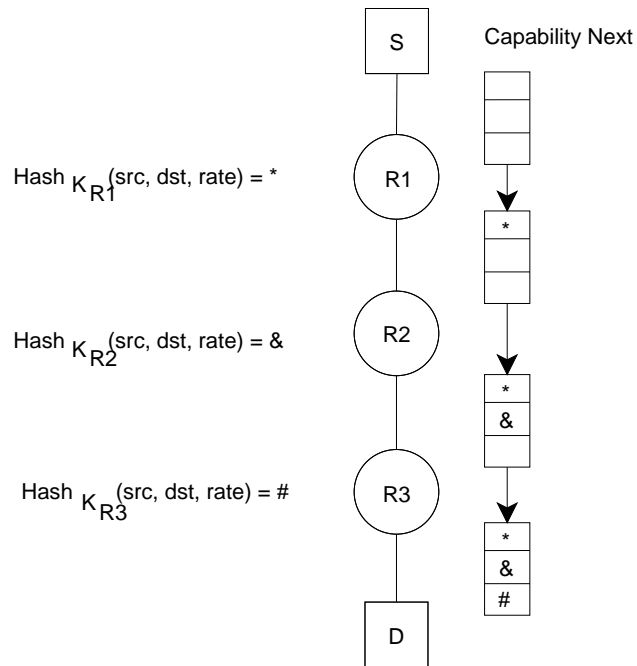 S
Capability Next
Hash K_R1(src, dst, rate) = *
R1
*
Hash K_R2(src, dst, rate) = &
R2
*
&
Hash K_R3(src, dst, rate) = #
R3
*
&
#
D